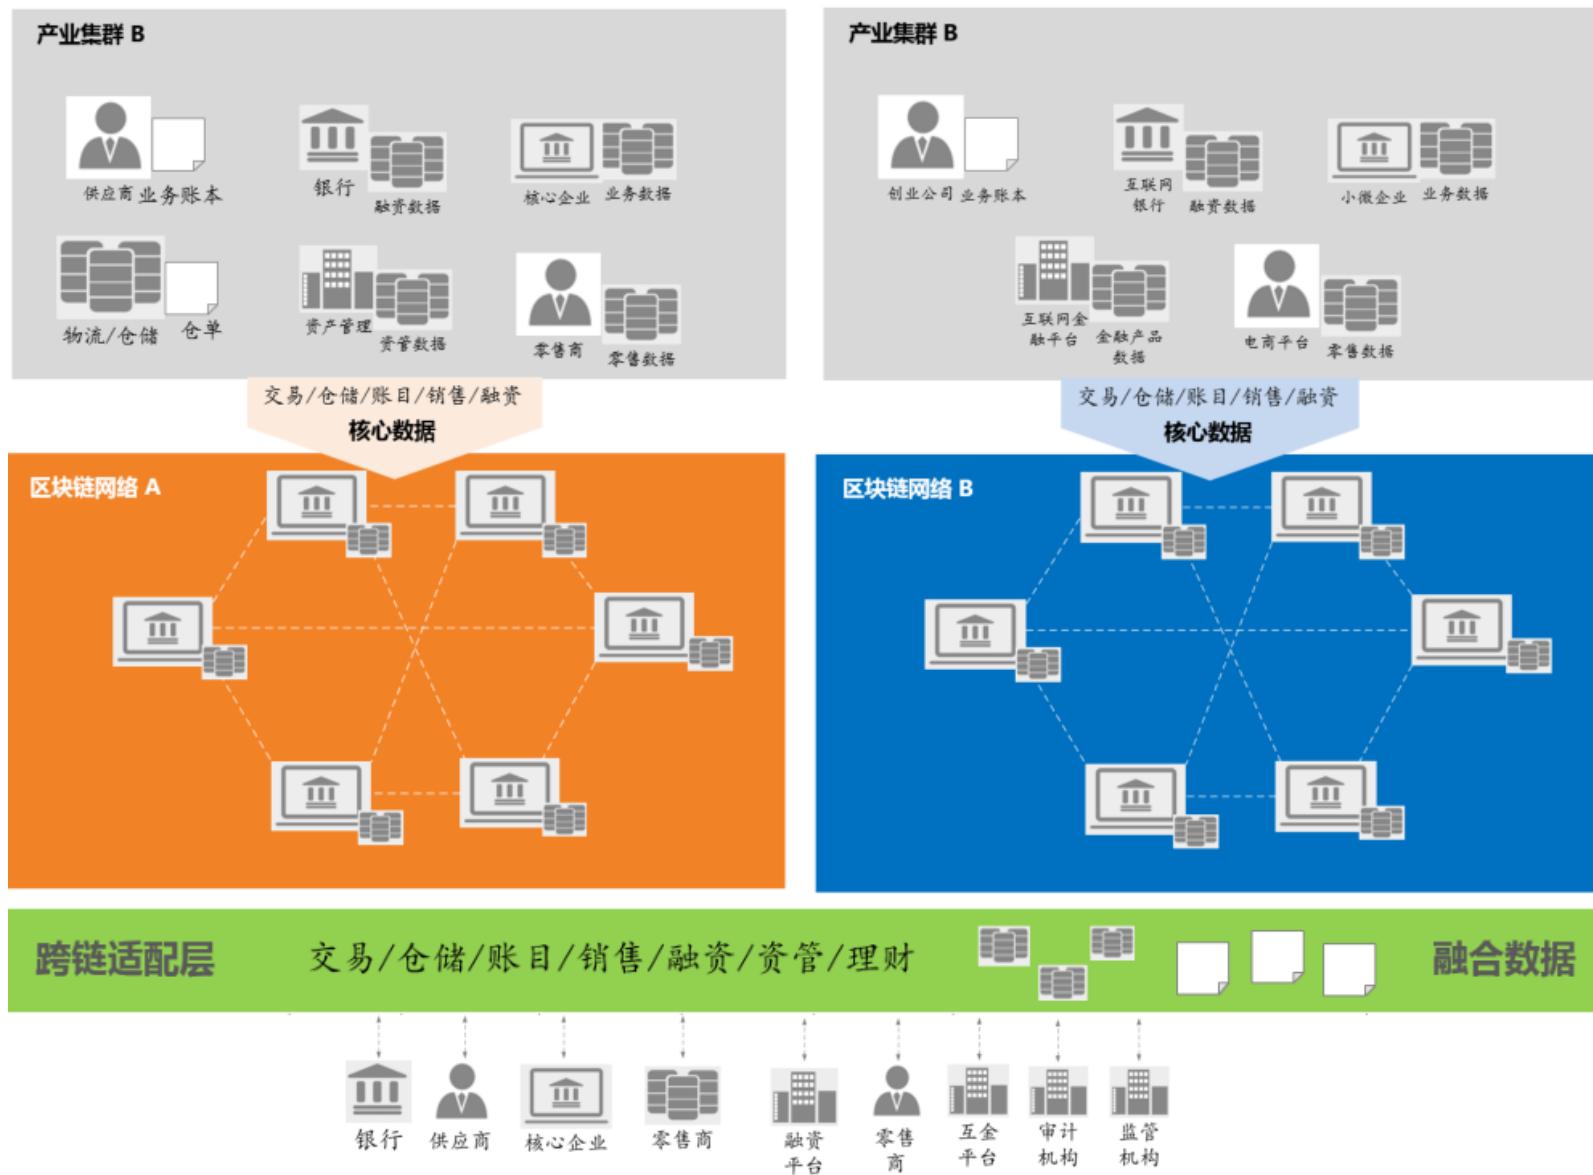 产业集群 B
供应商 业务账本
银行
融资数据
核心企业 业务数据
物流/仓储 仓单
资产管理
资管数据
零售商
零售数据
交易/仓储/账目/销售/融资
核心数据
产业集群 B
创业公司 业务账本
互联网
银行
融资数据
小微企业 业务数据
互联网金
融平台
金融产品
数据
电商平台
零售数据
交易/仓储/账目/销售/融资
核心数据
区块链网络 A
区块链网络 B
跨链适配层
交易/仓储/账目/销售/融资/资管/理财
融合数据
银行
供应商
核心企业
零售商
融资
平台
零售
商
互金
平台
审计
机构
监管
机构